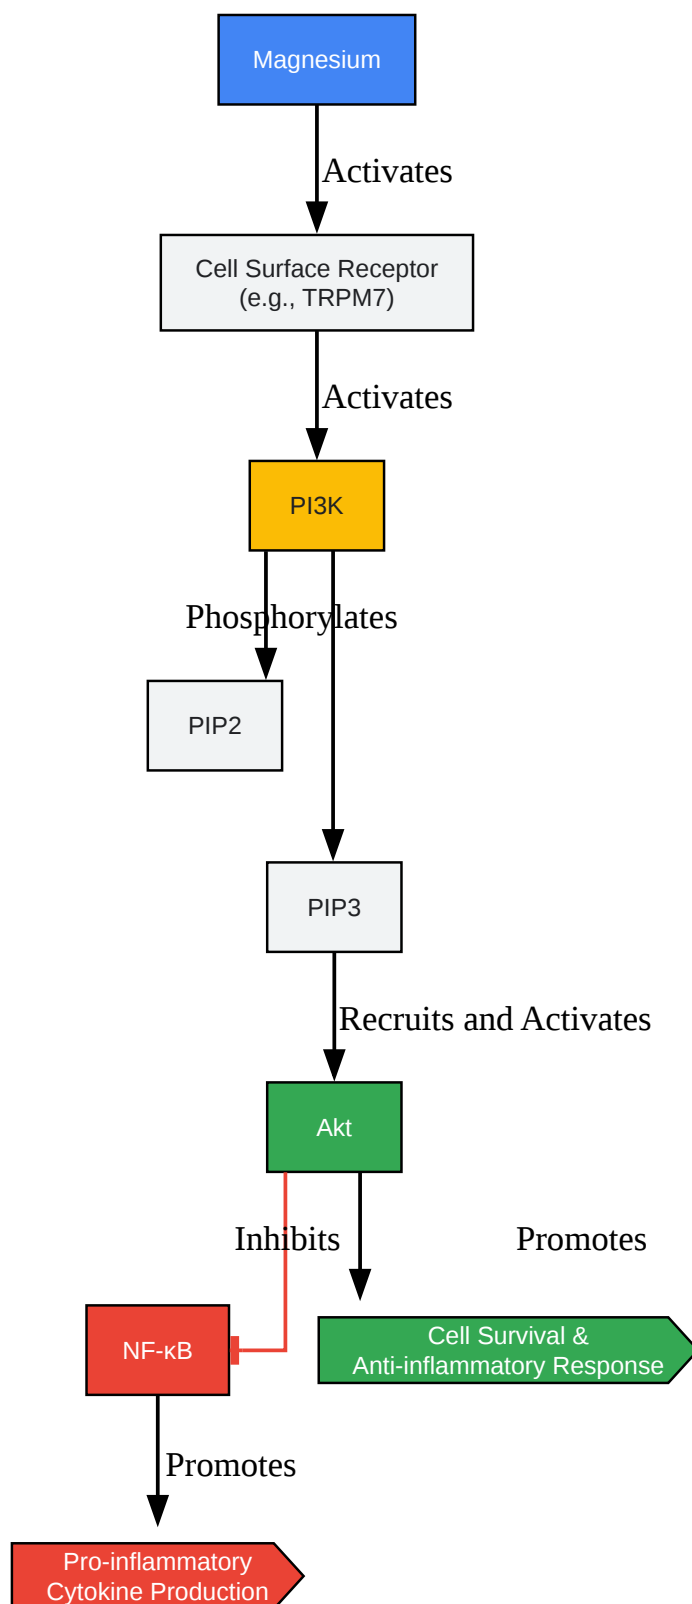 Magnesium
Activates
Cell Surface Receptor
(e.g., TRPM7)
Activates
PI3K
Phosphorylates
PIP2
PIP3
Recruits and Activates
Akt
Inhibits
Promotes
NF-κB
Cell Survival &
Anti-inflammatory Response
Promotes
Pro-inflammatory
Cytokine Production